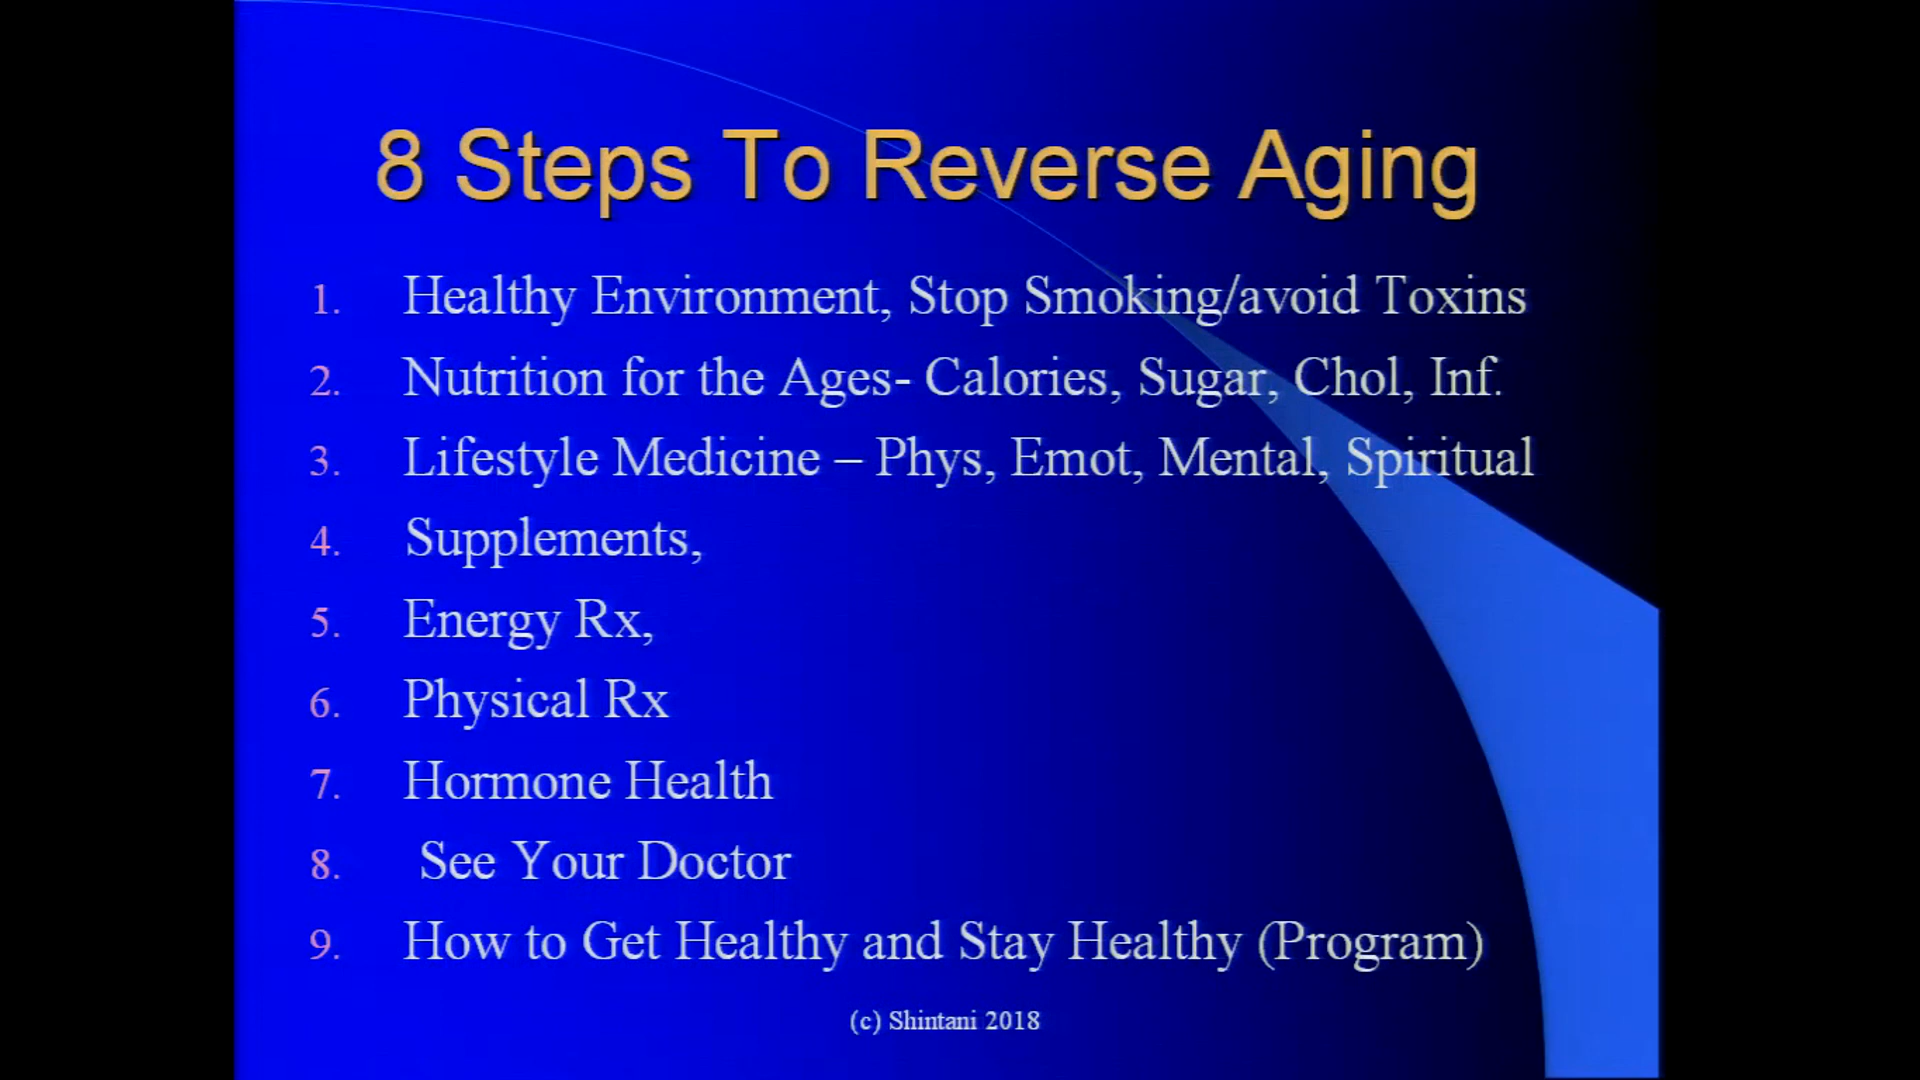 8 Steps To Reverse Aging
1. Healthy Environment, Stop Smoking/avoid Toxins
2. Nutrition for the Ages- Calories, Sugar, Chol, Inf.
3. Lifestyle Medicine – Phys, Emot, Mental, Spiritual
4. Supplements,
5. Energy Rx,
6. Physical Rx
7. Hormone Health
8. See Your Doctor
9. How to Get Healthy and Stay Healthy (Program)
(c) Shintani 2018